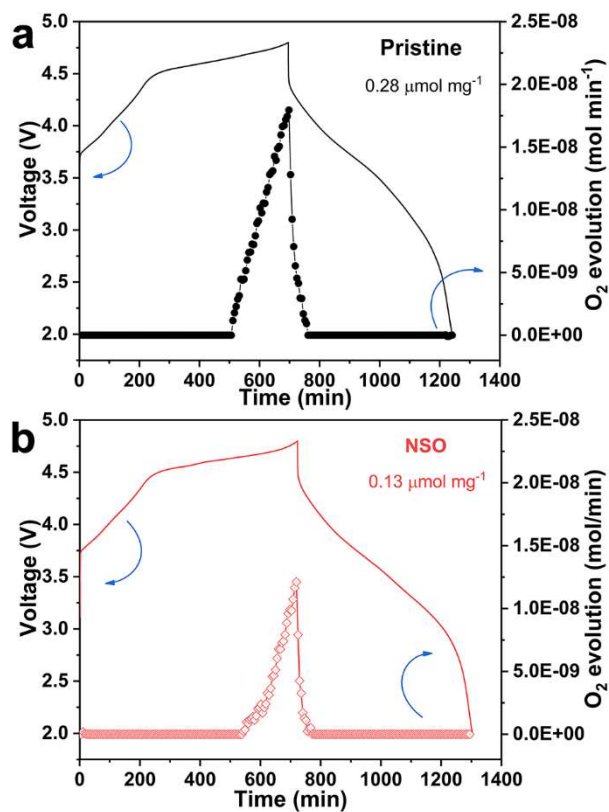 a
Pristine
0.28 μmol mg⁻¹
Voltage (V)
5.0
4.5
4.0
3.5
3.0
2.5
2.0
O₂ evolution (mol min⁻¹)
2.5E-08
2.0E-08
1.5E-08
1.0E-08
5.0E-09
0.0E+00
0 200 400 600 800 1000 1200 1400
Time (min)
b
NSO
0.13 μmol mg⁻¹
Voltage (V)
5.0
4.5
4.0
3.5
3.0
2.5
2.0
O₂ evolution (mol/min)
2.5E-08
2.0E-08
1.5E-08
1.0E-08
5.0E-09
0.0E+00
0 200 400 600 800 1000 1200 1400
Time (min)